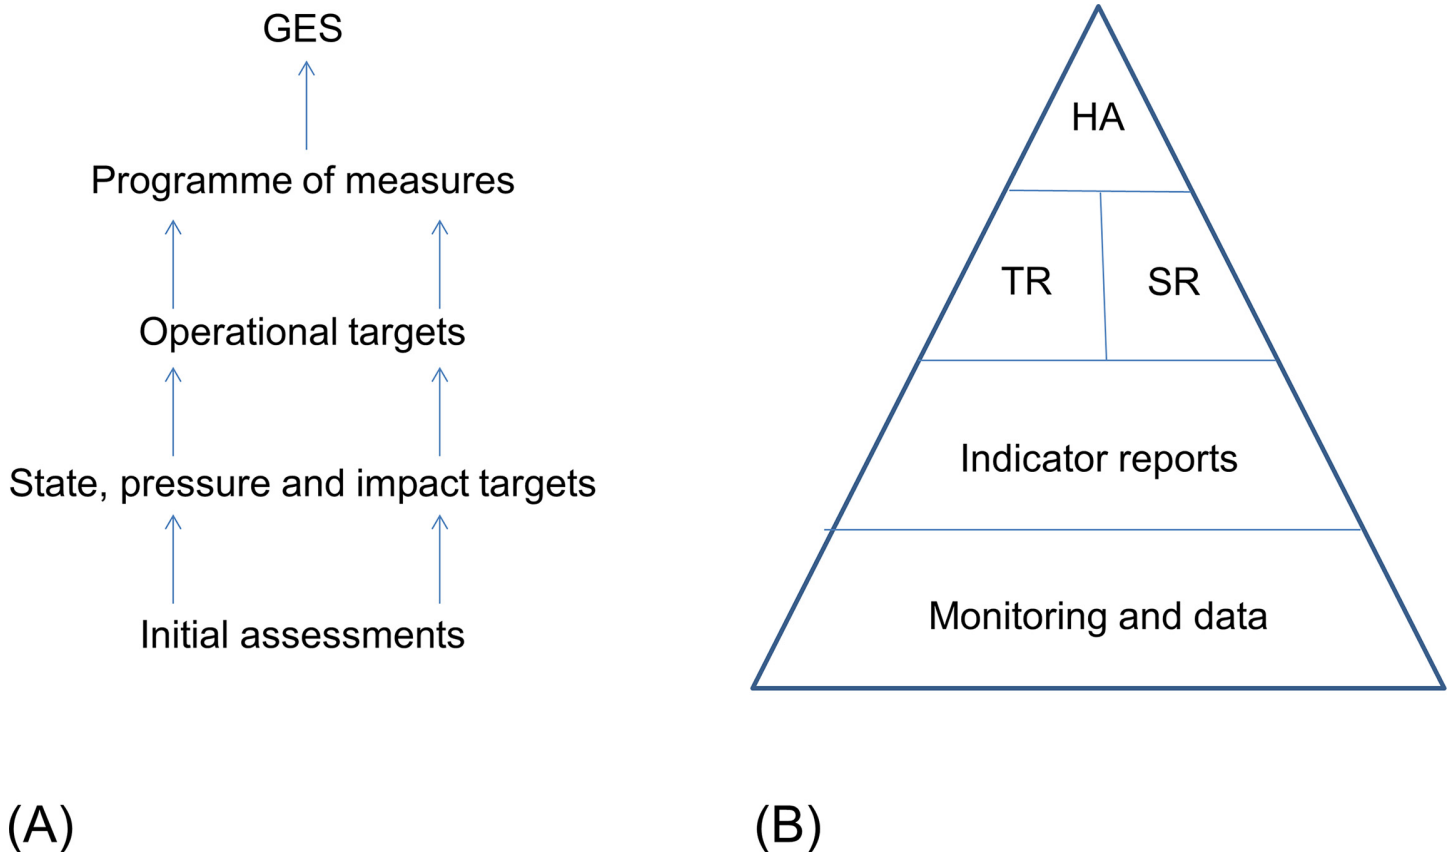 GES
Programme of measures
Operational targets
State, pressure and impact targets
Initial assessments
(A)
HA
TR SR
Indicator reports
Monitoring and data
(B)